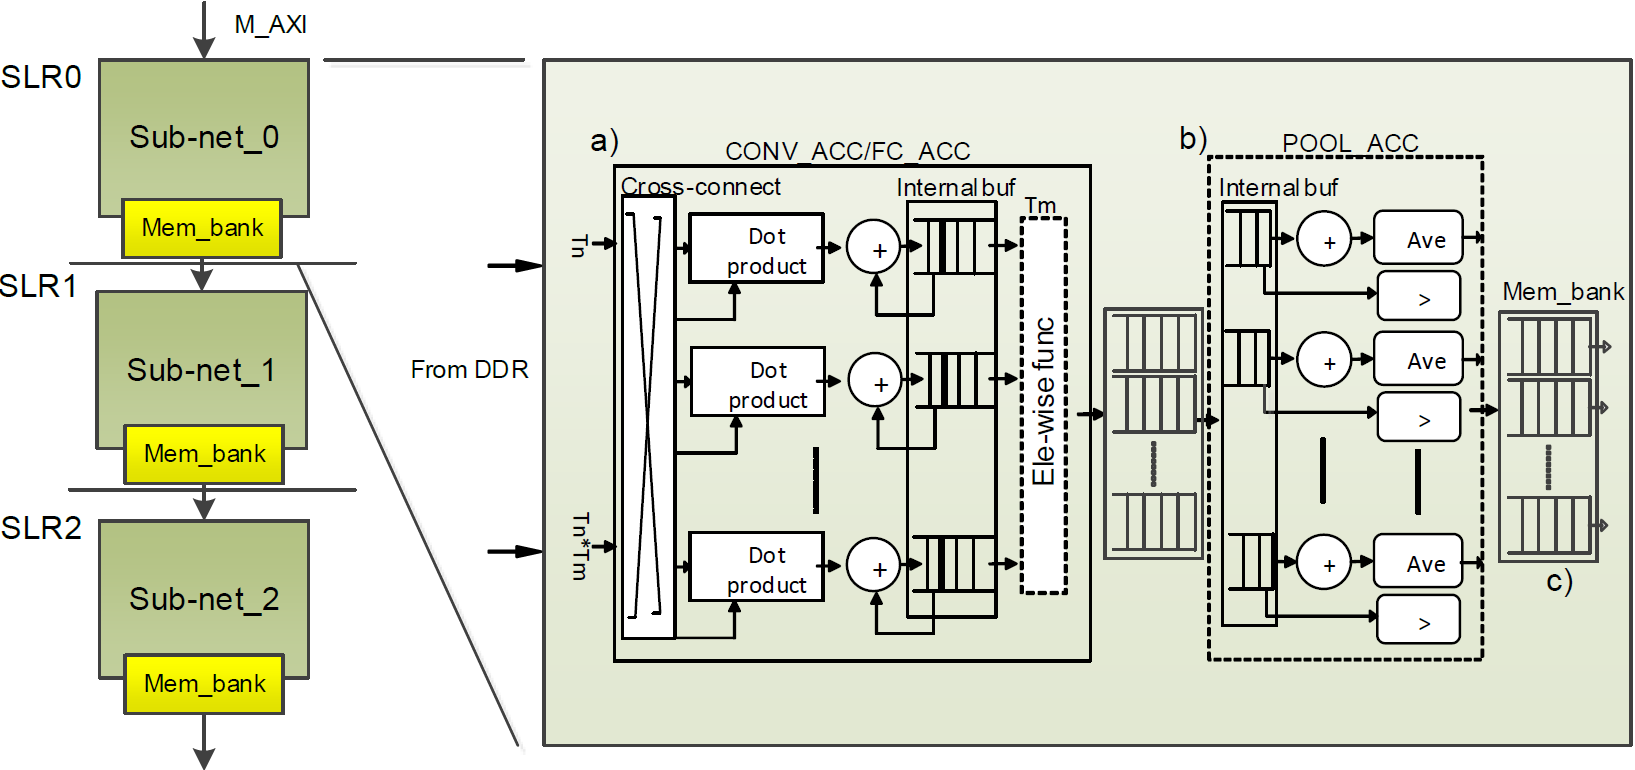 M_AXI
SLR0
Sub-net_0
Mem_bank
SLR1
Sub-net_1
Mem_bank
SLR2
Sub-net_2
Mem_bank
From DDR
a)
CONV_ACC/FC_ACC
Cross-connect
Internal buf
Tm
Tn
Tn*Tm
Dot
product
+
Dot
product
+
Dot
product
+
Ele-wise func
b)
POOL_ACC
Internal buf
+
Ave
>
+
Ave
>
+
Ave
>
Mem_bank
c)